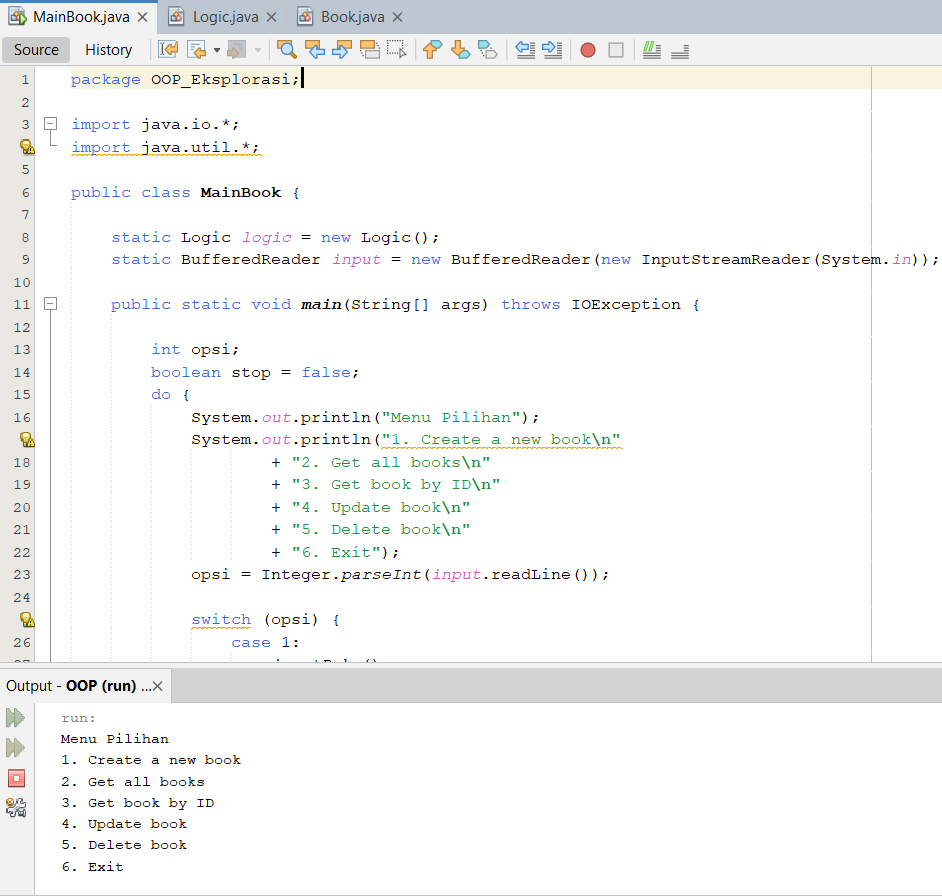 MainBook.java
Logic.java
Book.java
Source History
1 package OOP_Eksplorasi;
2
3 import java.io.*;
import java.util.*;
5
6 public class MainBook {
7
8 static Logic logic = new Logic();
9 static BufferedReader input = new BufferedReader(new InputStreamReader(System.in));
10
11 public static void main(String[] args) throws IOException {
12
13 int opsi;
14 boolean stop = false;
15 do {
16 System.out.println("Menu Pilihan");
System.out.println("1. Create a new book\n"
18 + "2. Get all books\n"
19 + "3. Get book by ID\n"
20 + "4. Update book\n"
21 + "5. Delete book\n"
22 + "6. Exit");
23 opsi = Integer.parseInt(input.readLine());
24
switch (opsi) {
26 case 1:
Output - OOP (run) ...
run:
Menu Pilihan
1. Create a new book
2. Get all books
3. Get book by ID
4. Update book
5. Delete book
6. Exit